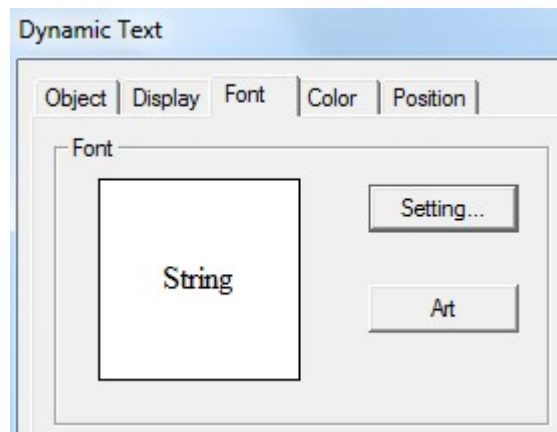 Dynamic Text
Object Display Font Color Position
Font
Setting...
String
Art